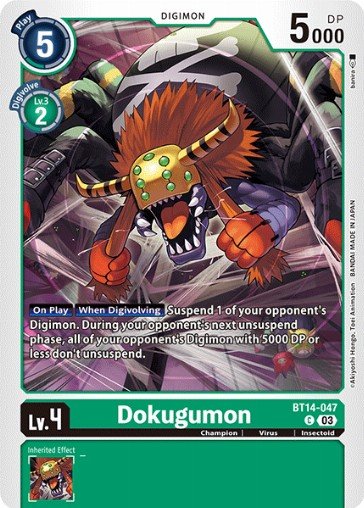 DIGIMON
Play
5
DP
5000
Digivolve
Lv.3
2
banira
On Play When Digivolving Suspend 1 of your opponent's
Digimon. During your opponent's next unsuspend
phase, all of your opponent's Digimon with 5000 DP or
less don't unsuspend.
©Akiyoshi Hongo, Toei Animation BANDAI MADE IN JAPAN
Lv.4
Dokugumon
BT14-047
C 03
Champion | Virus | Insectoid
Inherited Effect
–